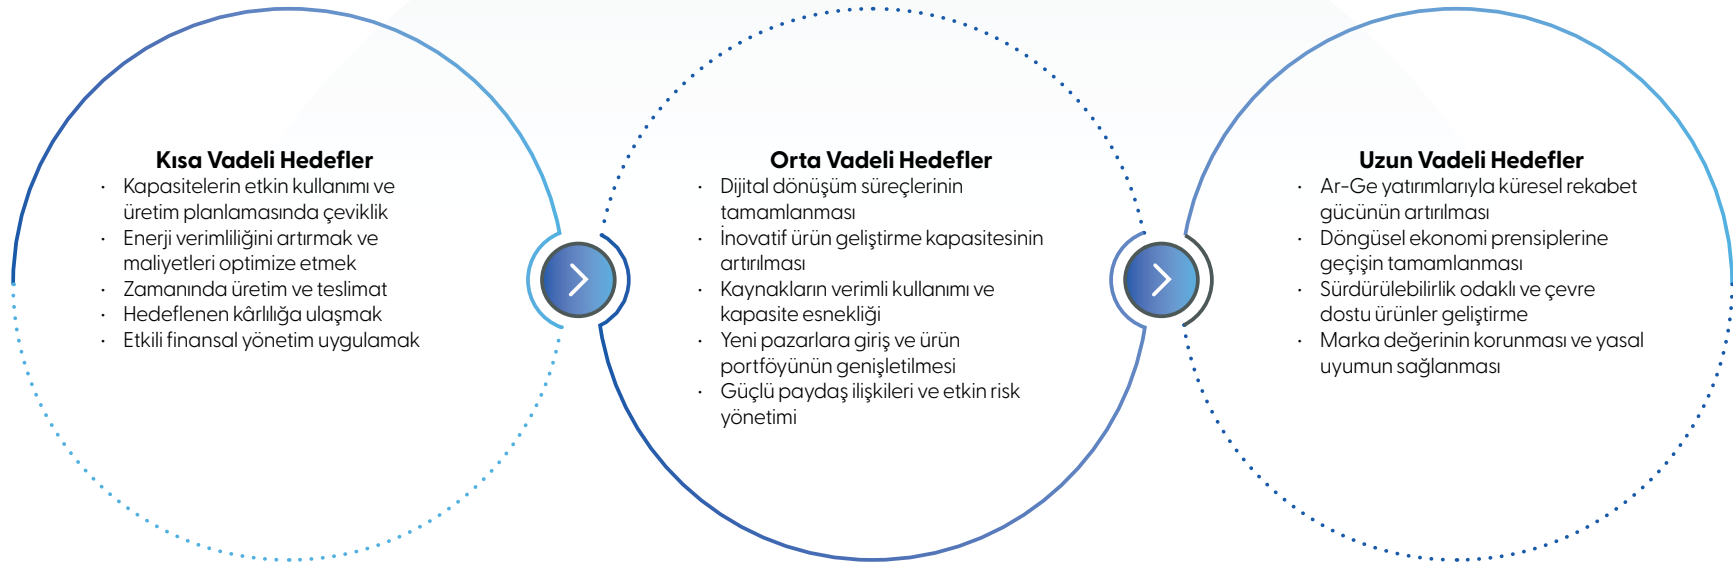 Kısa Vadeli Hedefler
· Kapasitelerin etkin kullanımı ve
üretim planlamasında çeviklik
· Enerji verimliliğini artırmak ve
maliyetleri optimize etmek
· Zamanında üretim ve teslimat
· Hedeflenen kârlılığa ulaşmak
· Etkili finansal yönetim uygulamak
Orta Vadeli Hedefler
· Dijital dönüşüm süreçlerinin
tamamlanması
· İnovatif ürün geliştirme kapasitesinin
artırılması
· Kaynakların verimli kullanımı ve
kapasite esnekliği
· Yeni pazarlara giriş ve ürün
portföyünün genişletilmesi
· Güçlü paydaş ilişkileri ve etkin risk
yönetimi
Uzun Vadeli Hedefler
· Ar-Ge yatırımlarıyla küresel rekabet
gücünün artırılması
· Döngüsel ekonomi prensiplerine
geçişin tamamlanması
· Sürdürülebilirlik odaklı ve çevre
dostu ürünler geliştirme
· Marka değerinin korunması ve yasal
uyumun sağlanması